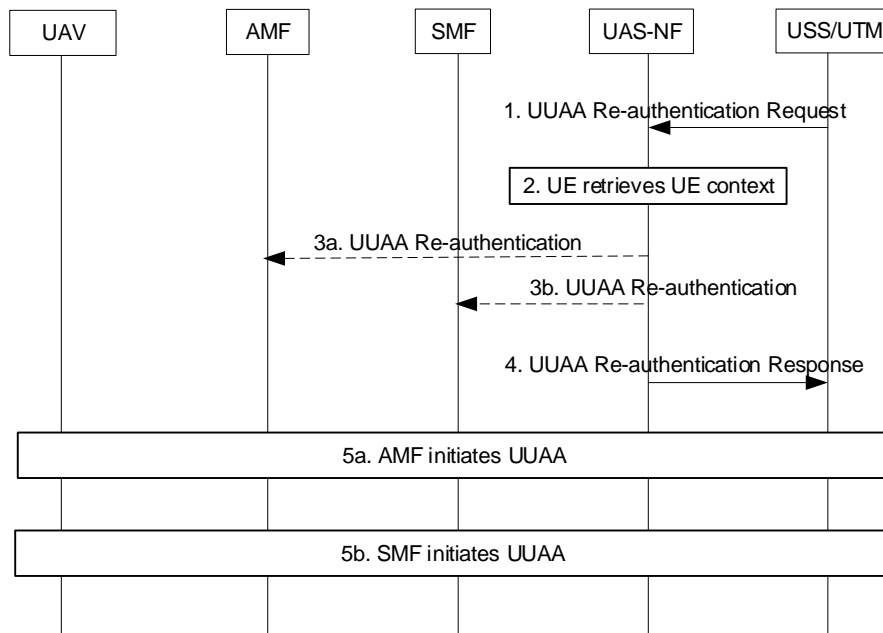 UAV
AMF
SMF
UAS-NF
USS/UTM
1. UUAA Re-authentication Request
2. UE retrieves UE context
3a. UUAA Re-authentication
3b. UUAA Re-authentication
4. UUAA Re-authentication Response
5a. AMF initiates UUAA
5b. SMF initiates UUAA